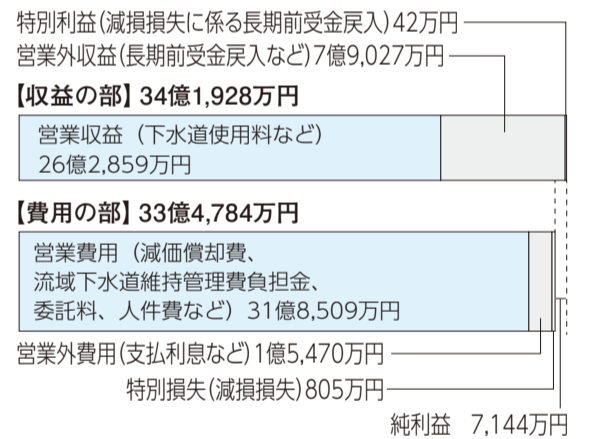 特別利益(減損損失に係る長期前受金戻入)42万円
営業外収益(長期前受金戻入など)7億9,027万円
【収益の部】34億1,928万円
営業収益（下水道使用料など）
26億2,859万円
【費用の部】33億4,784万円
営業費用（減価償却費、
流域下水道維持管理費負担金、
委託料、人件費など）31億8,509万円
営業外費用(支払利息など)1億5,470万円
特別損失(減損損失)805万円
純利益　7,144万円